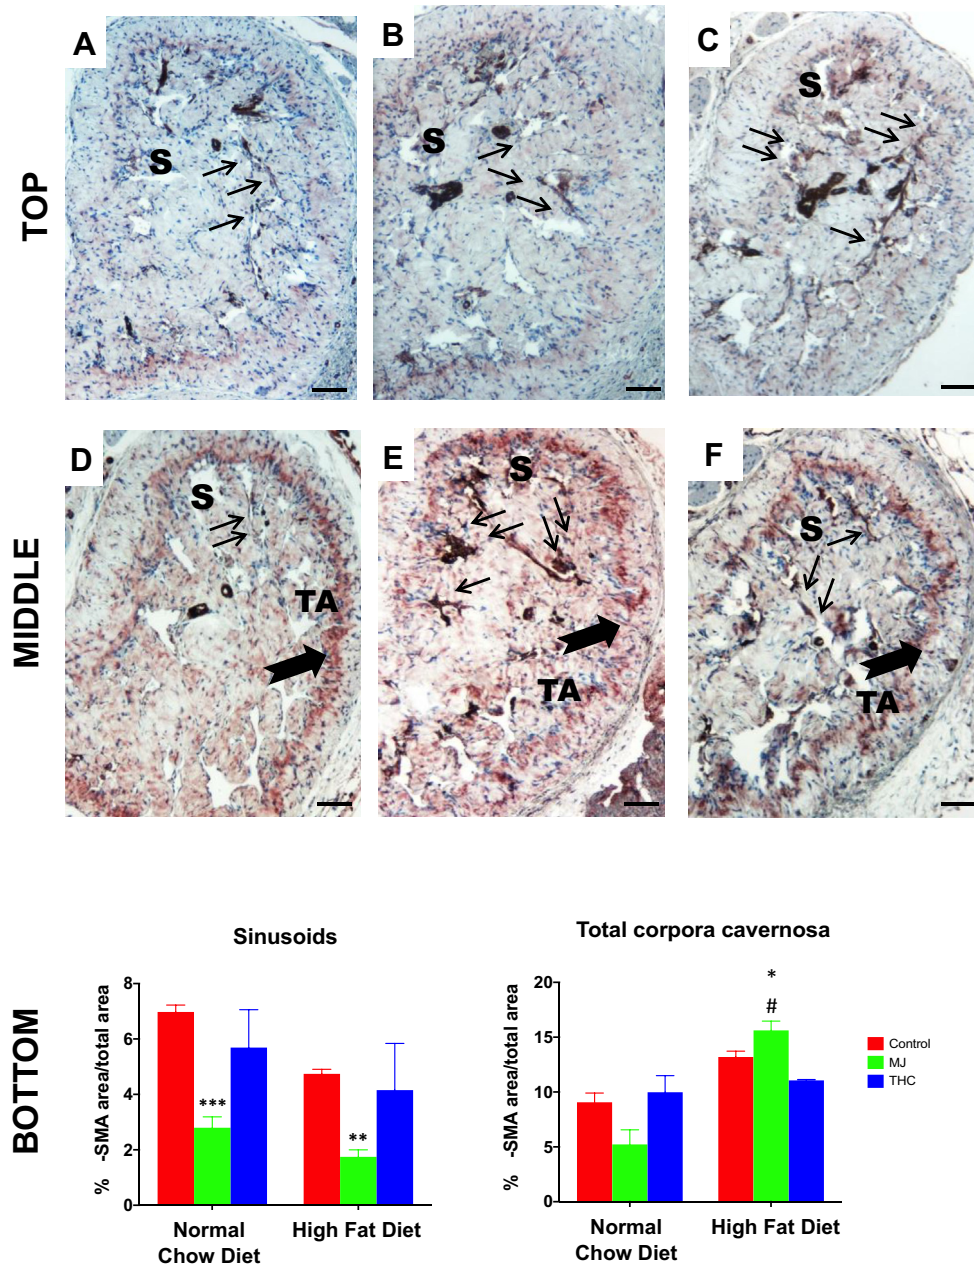 A
B
C
S
S
S
TOP
D
E
F
S
S
S
TA
TA
TA
MIDDLE
Sinusoids
Total corpora cavernosa
BOTTOM
% -SMA area/total area
8
6
4
2
0
***
**
Normal
Chow Diet
High Fat Diet
% -SMA area/total area
20
15
10
5
0
*
#
Normal
Chow Diet
High Fat Diet
Control
MJ
THC